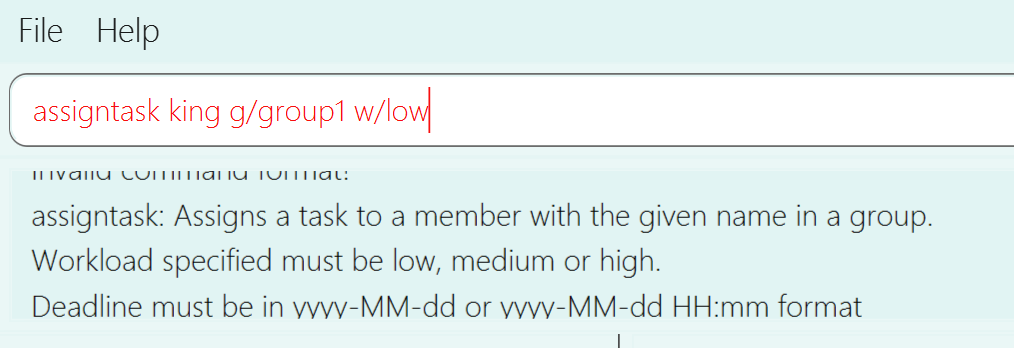 File Help
assigntask king g/group1 w/low
Invalid command format!
assigntask: Assigns a task to a member with the given name in a group.
Workload specified must be low, medium or high.
Deadline must be in yyyy-MM-dd or yyyy-MM-dd HH:mm format